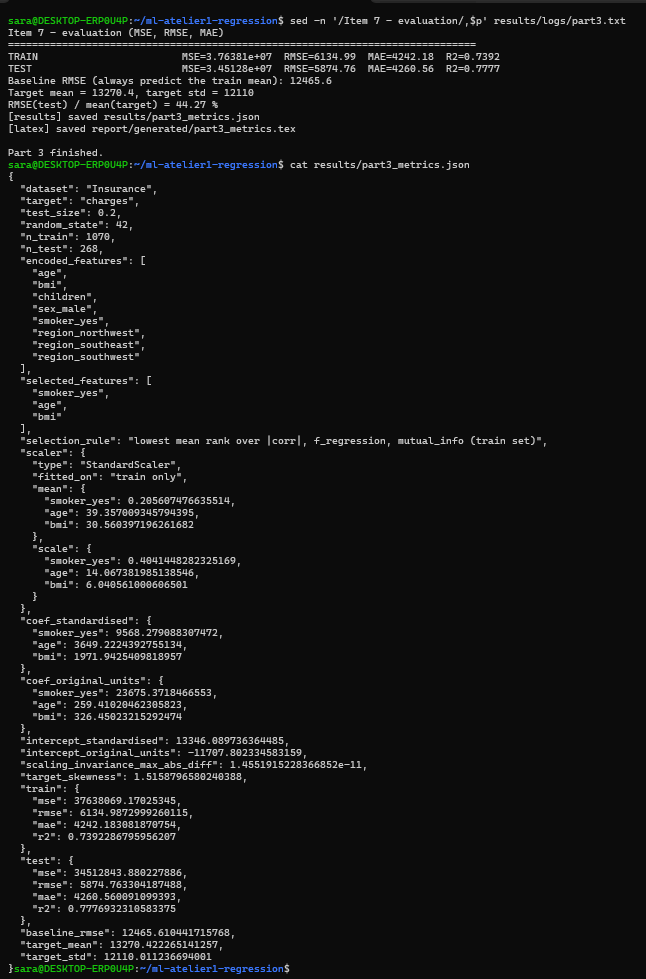 sara@DESKTOP-ERP0U4P:~/ml-atelier1-regression$ sed -n '/Item 7 - evaluation/,$p' results/logs/part3.txt
Item 7 - evaluation (MSE, RMSE, MAE)
==============================================================================
TRAIN                        MSE=3.76381e+07  RMSE=6134.99  MAE=4242.18  R2=0.7392
TEST                         MSE=3.45128e+07  RMSE=5874.76  MAE=4260.56  R2=0.7777
Baseline RMSE (always predict the train mean): 12465.6
Target mean = 13270.4, target std = 12110
RMSE(test) / mean(target) = 44.27 %
[results] saved results/part3_metrics.json
[latex] saved report/generated/part3_metrics.tex

Part 3 finished.
sara@DESKTOP-ERP0U4P:~/ml-atelier1-regression$ cat results/part3_metrics.json
{
  "dataset": "Insurance",
  "target": "charges",
  "test_size": 0.2,
  "random_state": 42,
  "n_train": 1070,
  "n_test": 268,
  "encoded_features": [
    "age",
    "bmi",
    "children",
    "sex_male",
    "smoker_yes",
    "region_northwest",
    "region_southeast",
    "region_southwest"
  ],
  "selected_features": [
    "smoker_yes",
    "age",
    "bmi"
  ],
  "selection_rule": "lowest mean rank over |corr|, f_regression, mutual_info (train set)",
  "scaler": {
    "type": "StandardScaler",
    "fitted_on": "train only",
    "mean": {
      "smoker_yes": 0.205607476635514,
      "age": 39.357009345794395,
      "bmi": 30.560397196261682
    },
    "scale": {
      "smoker_yes": 0.4041448282325169,
      "age": 14.067381985138546,
      "bmi": 6.040561000606501
    }
  },
  "coef_standardised": {
    "smoker_yes": 9568.279088307472,
    "age": 3649.2224392755134,
    "bmi": 1971.9425409818957
  },
  "coef_original_units": {
    "smoker_yes": 23675.3718466553,
    "age": 259.41020462305823,
    "bmi": 326.45023215292474
  },
  "intercept_standardised": 13346.089736364485,
  "intercept_original_units": -11707.802334583159,
  "scaling_invariance_max_abs_diff": 1.4551915228366852e-11,
  "target_skewness": 1.5158796580240388,
  "train": {
    "mse": 37638069.17025345,
    "rmse": 6134.9872999260115,
    "mae": 4242.183081870754,
    "r2": 0.7392286795956207
  },
  "test": {
    "mse": 34512843.880227886,
    "rmse": 5874.763304187488,
    "mae": 4260.560091099393,
    "r2": 0.7776932310583375
  },
  "baseline_rmse": 12465.610441715768,
  "target_mean": 13270.422265141257,
  "target_std": 12110.011236694001
}sara@DESKTOP-ERP0U4P:~/ml-atelier1-regression$